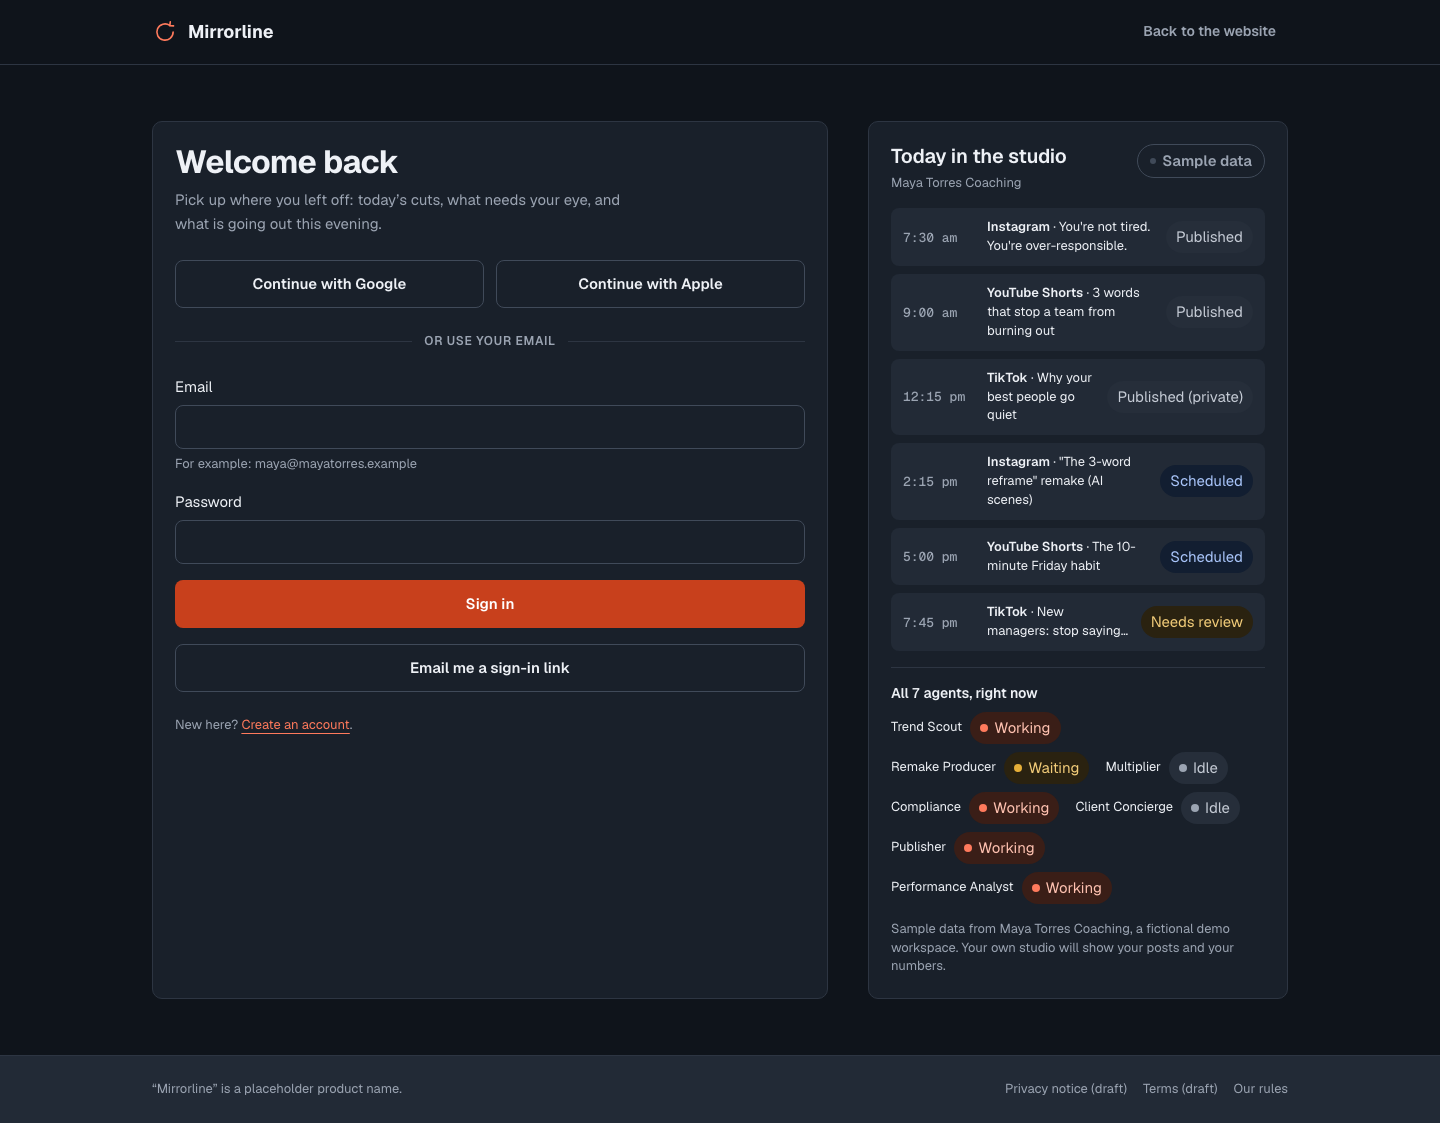 Mirrorline
Back to the website
Welcome back
Pick up where you left off: today's cuts, what needs your eye, and
what is going out this evening.
Continue with Google
Continue with Apple
OR USE YOUR EMAIL
Email
For example: maya@mayatorres.example
Password
Sign in
Email me a sign-in link
New here? Create an account.
Today in the studio
Sample data
Maya Torres Coaching
7:30 am
Instagram · You're not tired.
You're over-responsible.
Published
9:00 am
YouTube Shorts · 3 words
that stop a team from
burning out
Published
12:15 pm
TikTok · Why your
best people go
quiet
Published (private)
2:15 pm
Instagram · "The 3-word
reframe" remake (AI
scenes)
Scheduled
5:00 pm
YouTube Shorts · The 10-
minute Friday habit
Scheduled
7:45 pm
TikTok · New
managers: stop saying…
Needs review
All 7 agents, right now
Trend Scout Working
Remake Producer Waiting Multiplier Idle
Compliance Working Client Concierge Idle
Publisher Working
Performance Analyst Working
Sample data from Maya Torres Coaching, a fictional demo
workspace. Your own studio will show your posts and your
numbers.
“Mirrorline” is a placeholder product name.
Privacy notice (draft) Terms (draft) Our rules